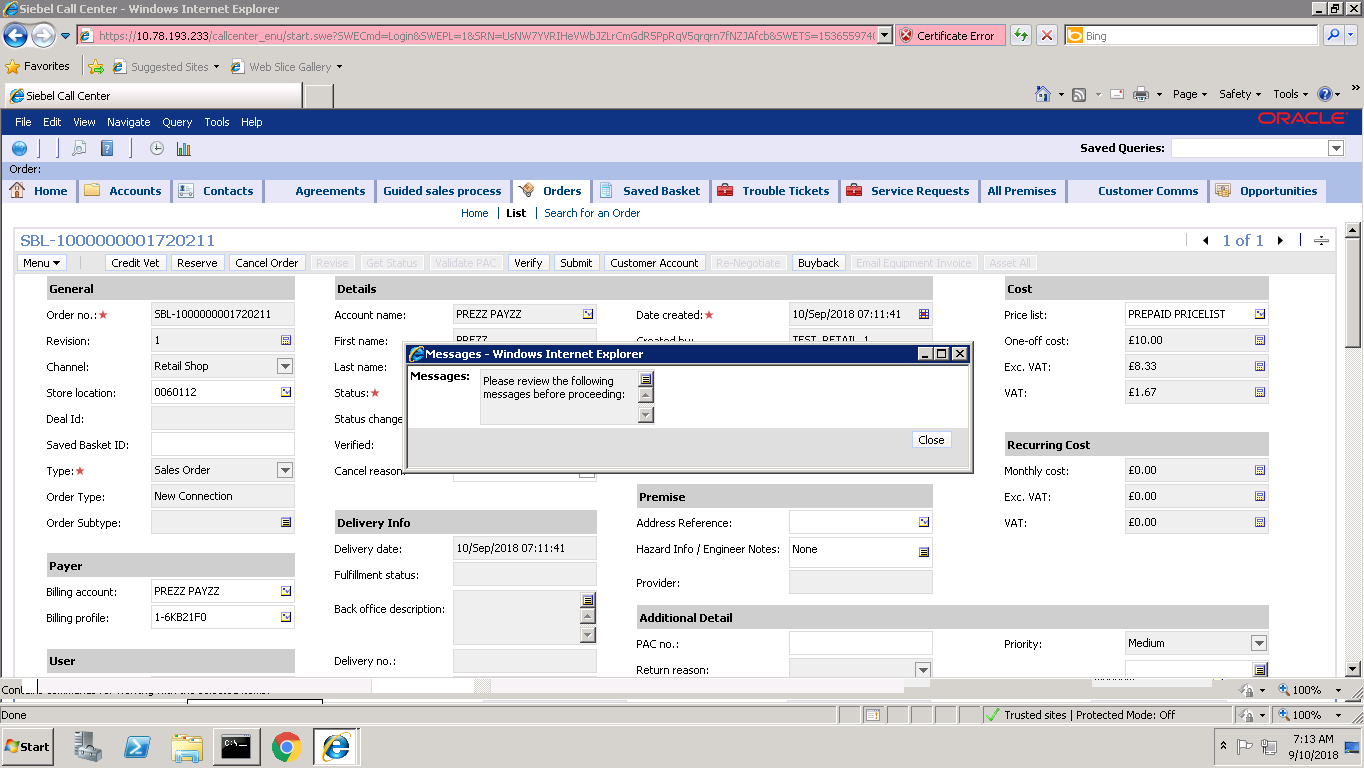 Siebel Call Center - Windows Internet Explorer
https://10.78.193.233/callcenter_enu/start.swe?SWECmd=Login&SWEPL=1&SRN=
Certificate Error
Bing
Favorites
Suggested Sites
Web Slice Gallery
Siebel Call Center
Page
Safety
Tools
File Edit View Navigate Query Tools Help
ORACLE
Saved Queries:
Order:
Home Accounts Contacts Agreements Guided sales process Orders Saved Basket Trouble Tickets Service Requests All Premises Customer Comms Opportunities
Home List Search for an Order
SBL-1000000001720211
1 of 1
Menu Credit Vet Reserve Cancel Order Revise Get Status Validate PAC Verify Submit Customer Account Re-Negotiate Buyback Email Equipment Invoice Asset All
General
Order no.:★ SBL-1000000001720211
Revision: 1
Channel: Retail Shop
Store location: 0060112
Deal Id:
Saved Basket ID:
Type:★ Sales Order
Order Type: New Connection
Order Subtype:
Payer
Billing account: PREZZ PAYZZ
Billing profile: 1-6KB21F0
User
Details
Account name: PREZZ PAYZZ
First name: PREZZ
Last name:
Status:★
Status change
Verified:
Cancel reason
Date created:★ 10/Sep/2018 07:11:41
Created by: TEST_RETAIL_1
Messages - Windows Internet Explorer
Messages:
Please review the following
messages before proceeding:
Close
Delivery Info
Delivery date: 10/Sep/2018 07:11:41
Fulfillment status:
Back office description:
Delivery no.:
Premise
Address Reference:
Hazard Info / Engineer Notes: None
Provider:
Additional Detail
PAC no.:
Return reason:
Priority: Medium
Cost
Price list: PREPAID PRICELIST
One-off cost: £10.00
Exc. VAT: £8.33
VAT: £1.67
Recurring Cost
Monthly cost: £0.00
Exc. VAT: £0.00
VAT: £0.00
100%
Done
Trusted sites | Protected Mode: Off
100%
Start
7:13 AM
9/10/2018